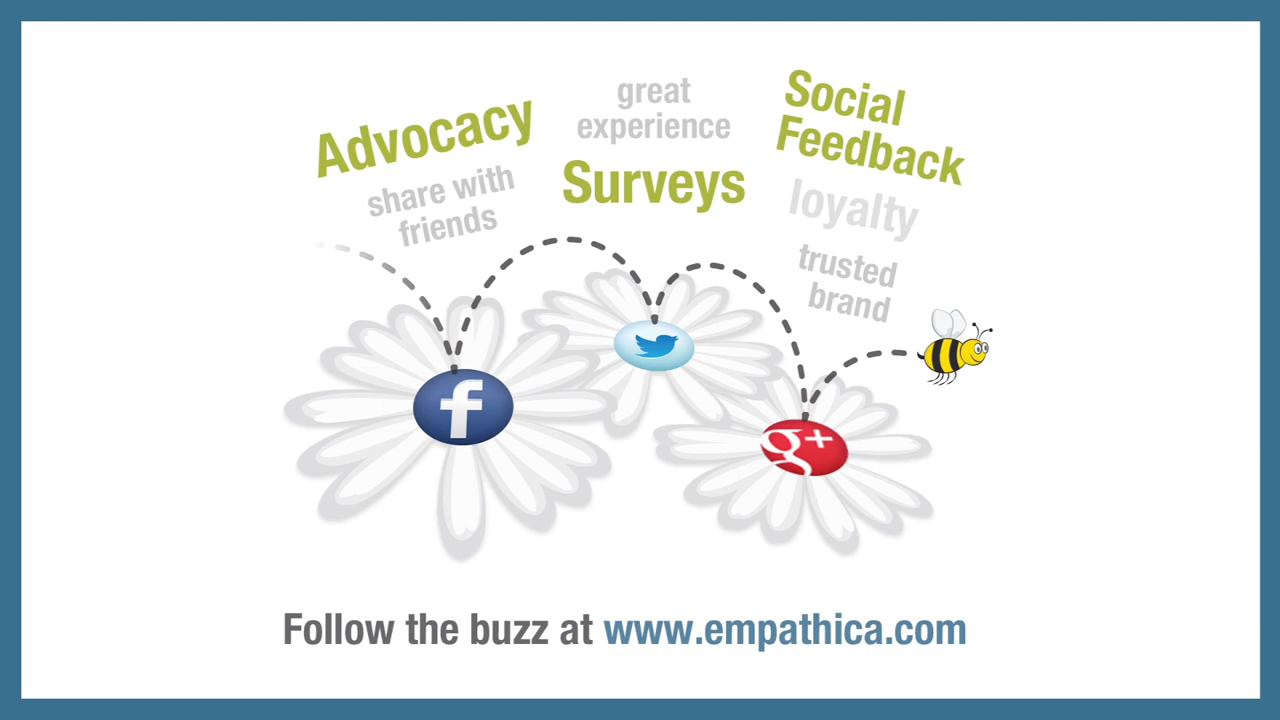 Advocacy
share with
friends
great
experience
Surveys
Social
Feedback
loyalty
trusted
brand
f
g+
Follow the buzz at www.empathica.com